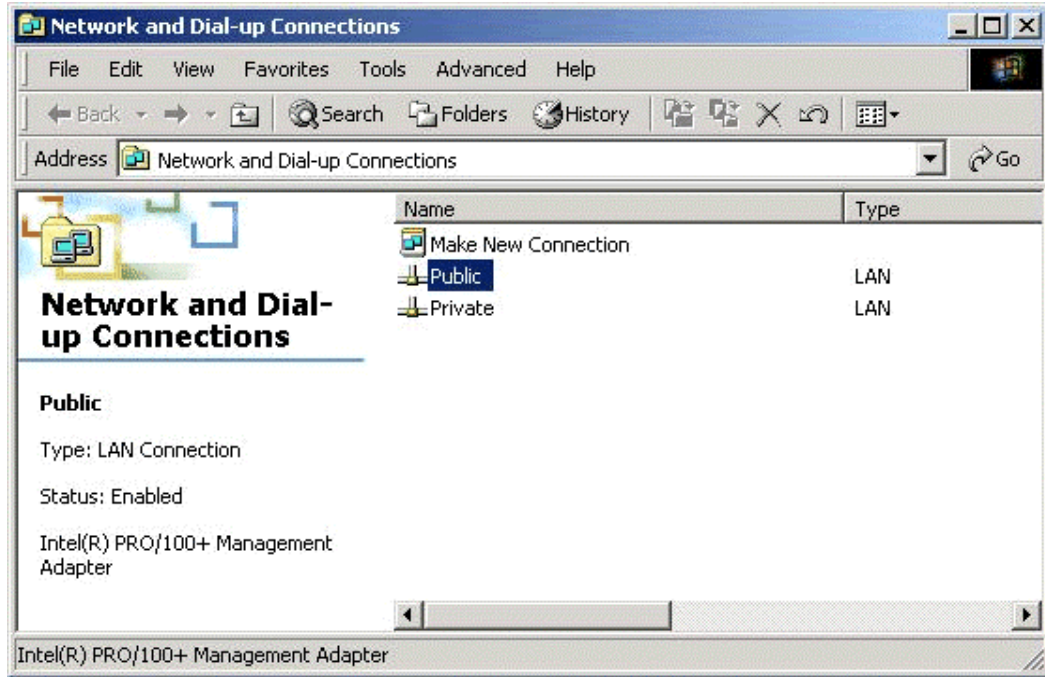 Network and Dial-up Connections
File Edit View Favorites Tools Advanced Help
Back Search Folders History
Address Network and Dial-up Connections Go
Name Type
Make New Connection
Public LAN
Private LAN
Network and Dial-
up Connections
Public
Type: LAN Connection
Status: Enabled
Intel(R) PRO/100+ Management
Adapter
Intel(R) PRO/100+ Management Adapter